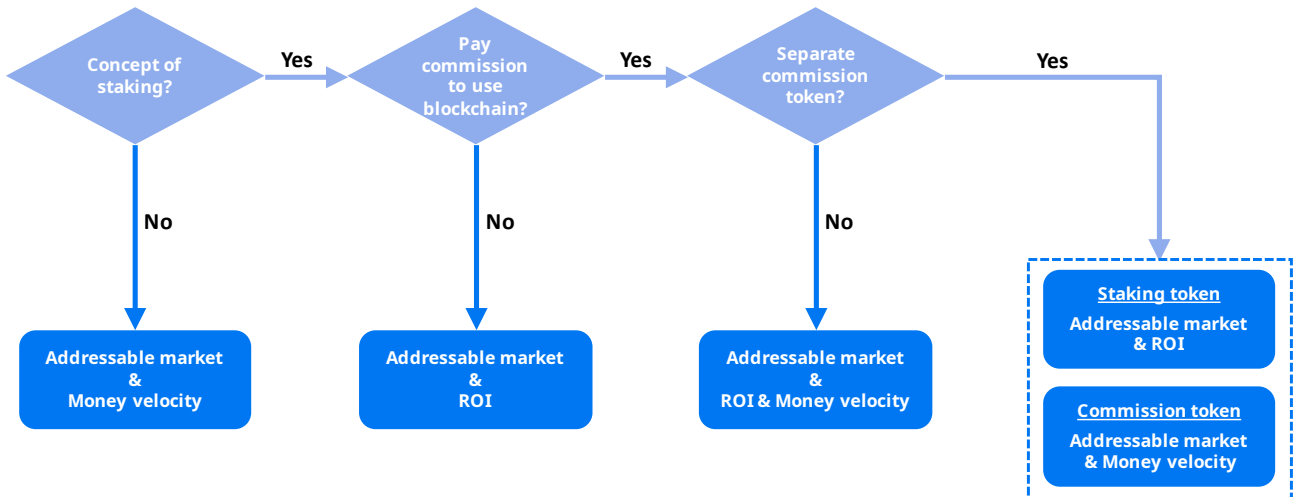 Concept of
staking?
Yes
Pay
commission
to use
blockchain?
Yes
Separate
commission
token?
Yes
No
No
No
Addressable market
&
Money velocity
Addressable market
&
ROI
Addressable market
&
ROI & Money velocity
Staking token
Addressable market
& ROI
Commission token
Addressable market
& Money velocity